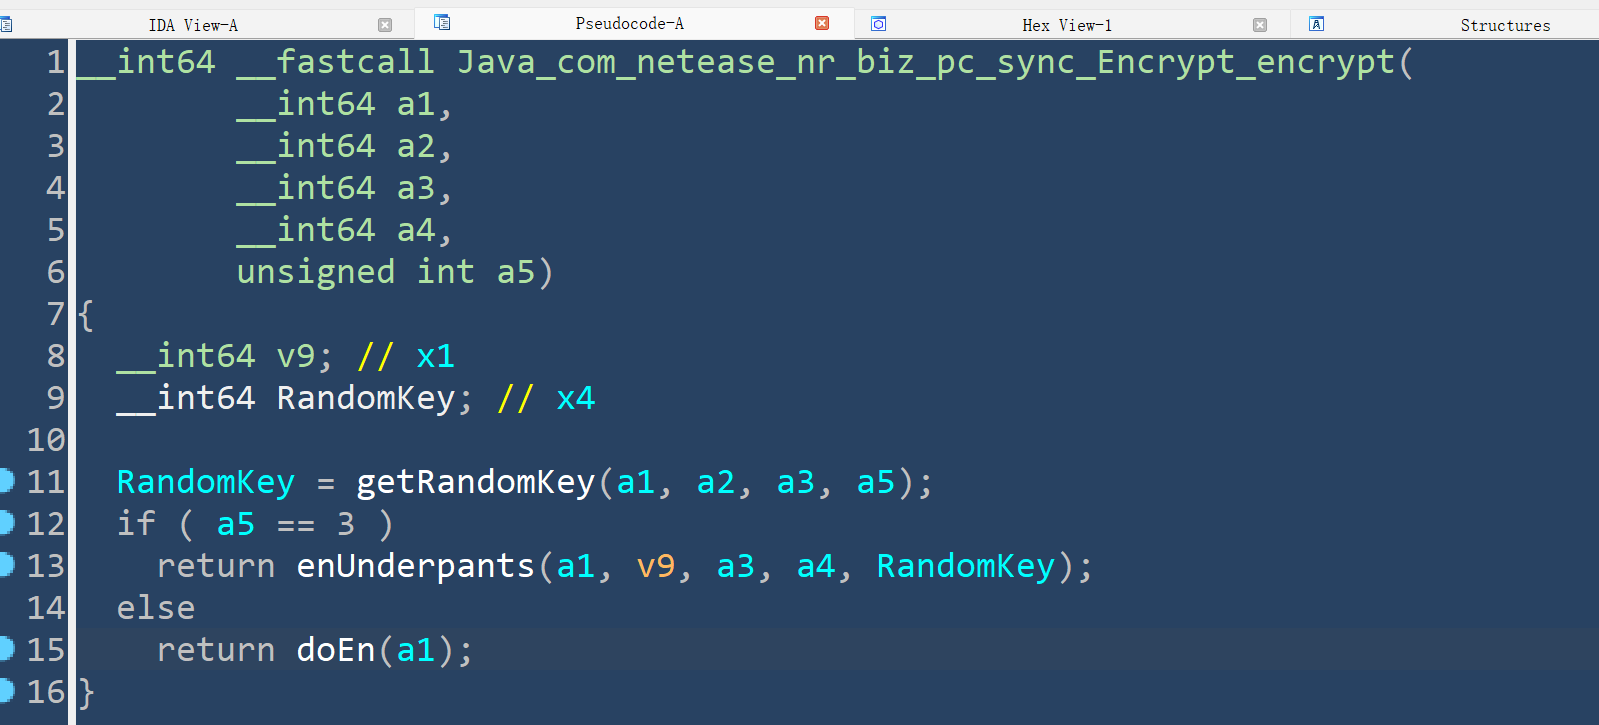 IDA View-A Pseudocode-A Hex View-1 Structures
1 __int64 __fastcall Java_com_netease_nr_biz_pc_sync_Encrypt_encrypt(
2         __int64 a1,
3         __int64 a2,
4         __int64 a3,
5         __int64 a4,
6         unsigned int a5)
7 {
8   __int64 v9; // x1
9   __int64 RandomKey; // x4
10
11   RandomKey = getRandomKey(a1, a2, a3, a5);
12   if ( a5 == 3 )
13     return enUnderpants(a1, v9, a3, a4, RandomKey);
14   else
15     return doEn(a1);
16 }